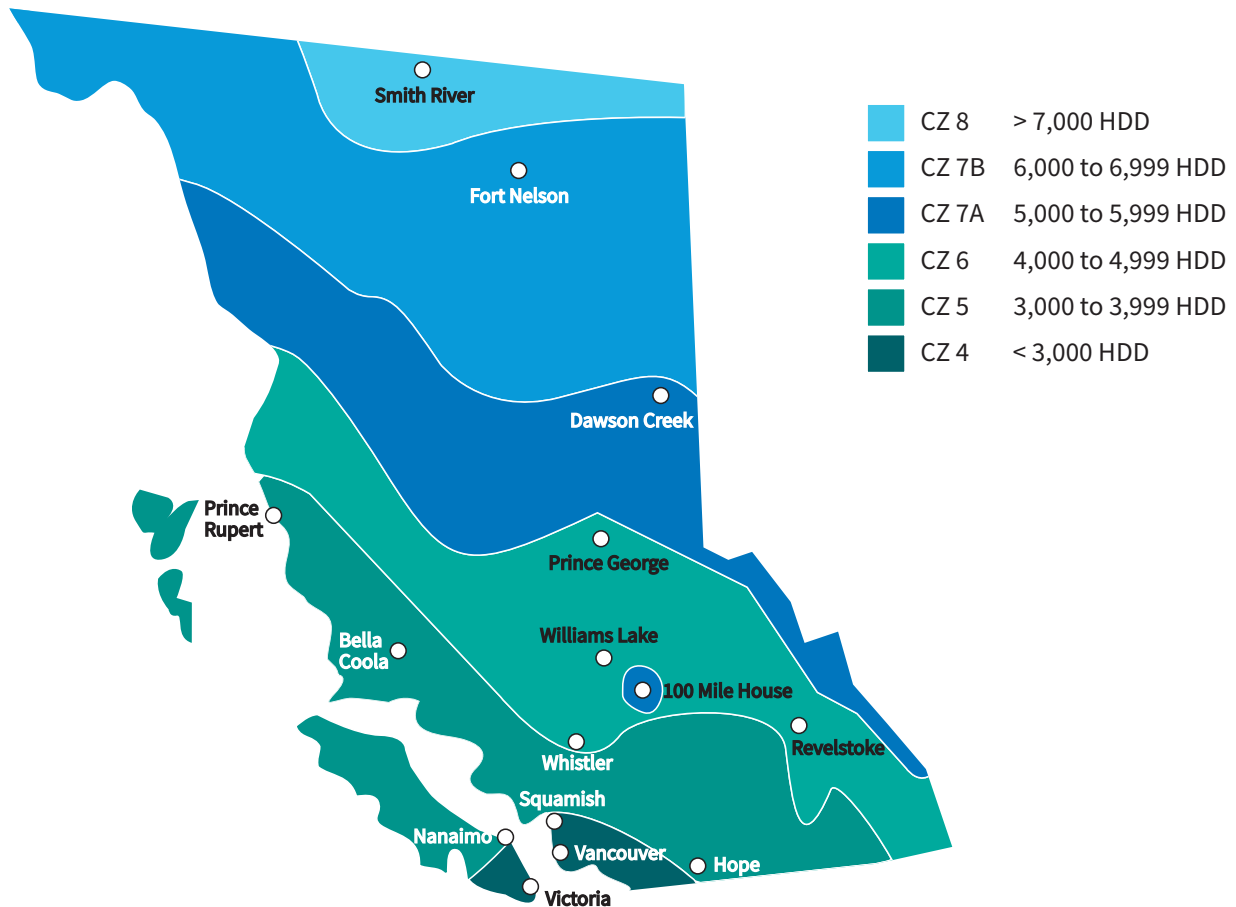 Smith River
CZ 8 > 7,000 HDD
CZ 7B 6,000 to 6,999 HDD
Fort Nelson
CZ 7A 5,000 to 5,999 HDD
CZ 6 4,000 to 4,999 HDD
CZ 5 3,000 to 3,999 HDD
CZ 4 < 3,000 HDD
Dawson Creek
Prince
Rupert
Prince George
Williams Lake
Bella
Coola
100 Mile House
Revelstoke
Whistler
Squamish
Nanaimo
Vancouver
Hope
Victoria